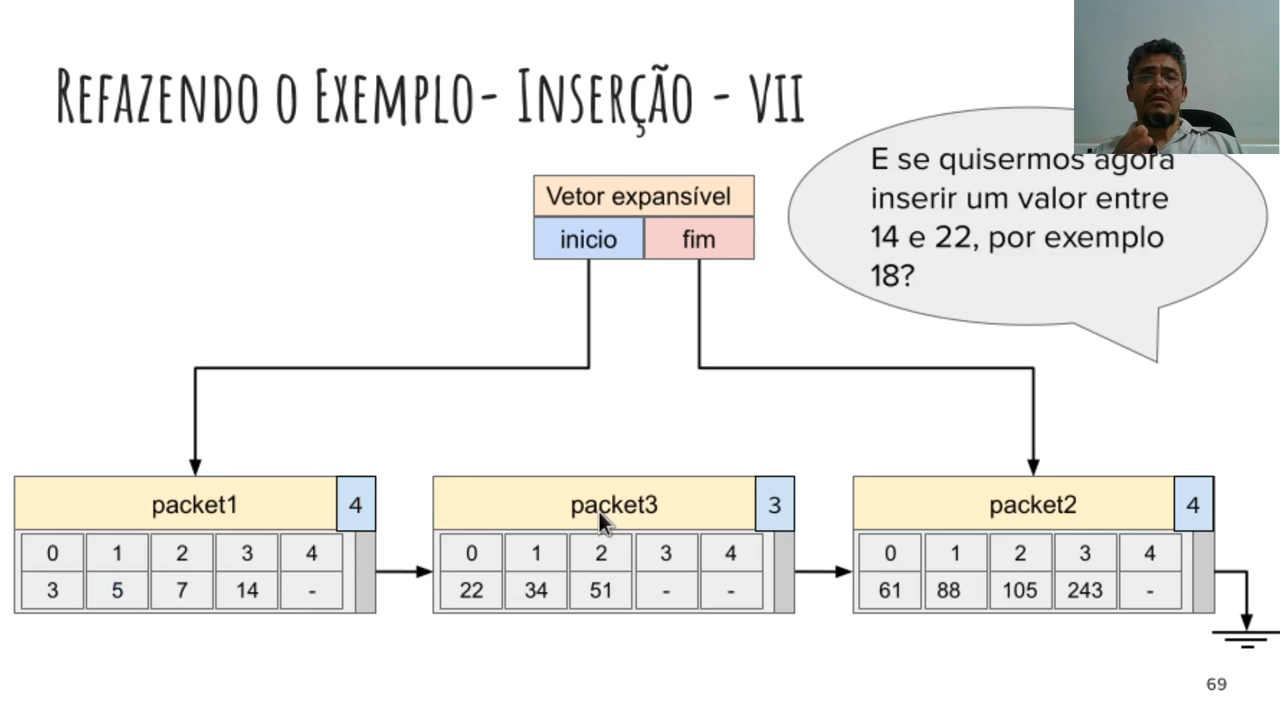 Refazendo o Exemplo- Inserção - VII
E se quisermos agora
inserir um valor entre
14 e 22, por exemplo
18?
Vetor expansível
inicio fim
packet1 4
0 1 2 3 4
3 5 7 14 -
packet3 3
0 1 2 3 4
22 34 51 - -
packet2 4
0 1 2 3 4
61 88 105 243 -
69